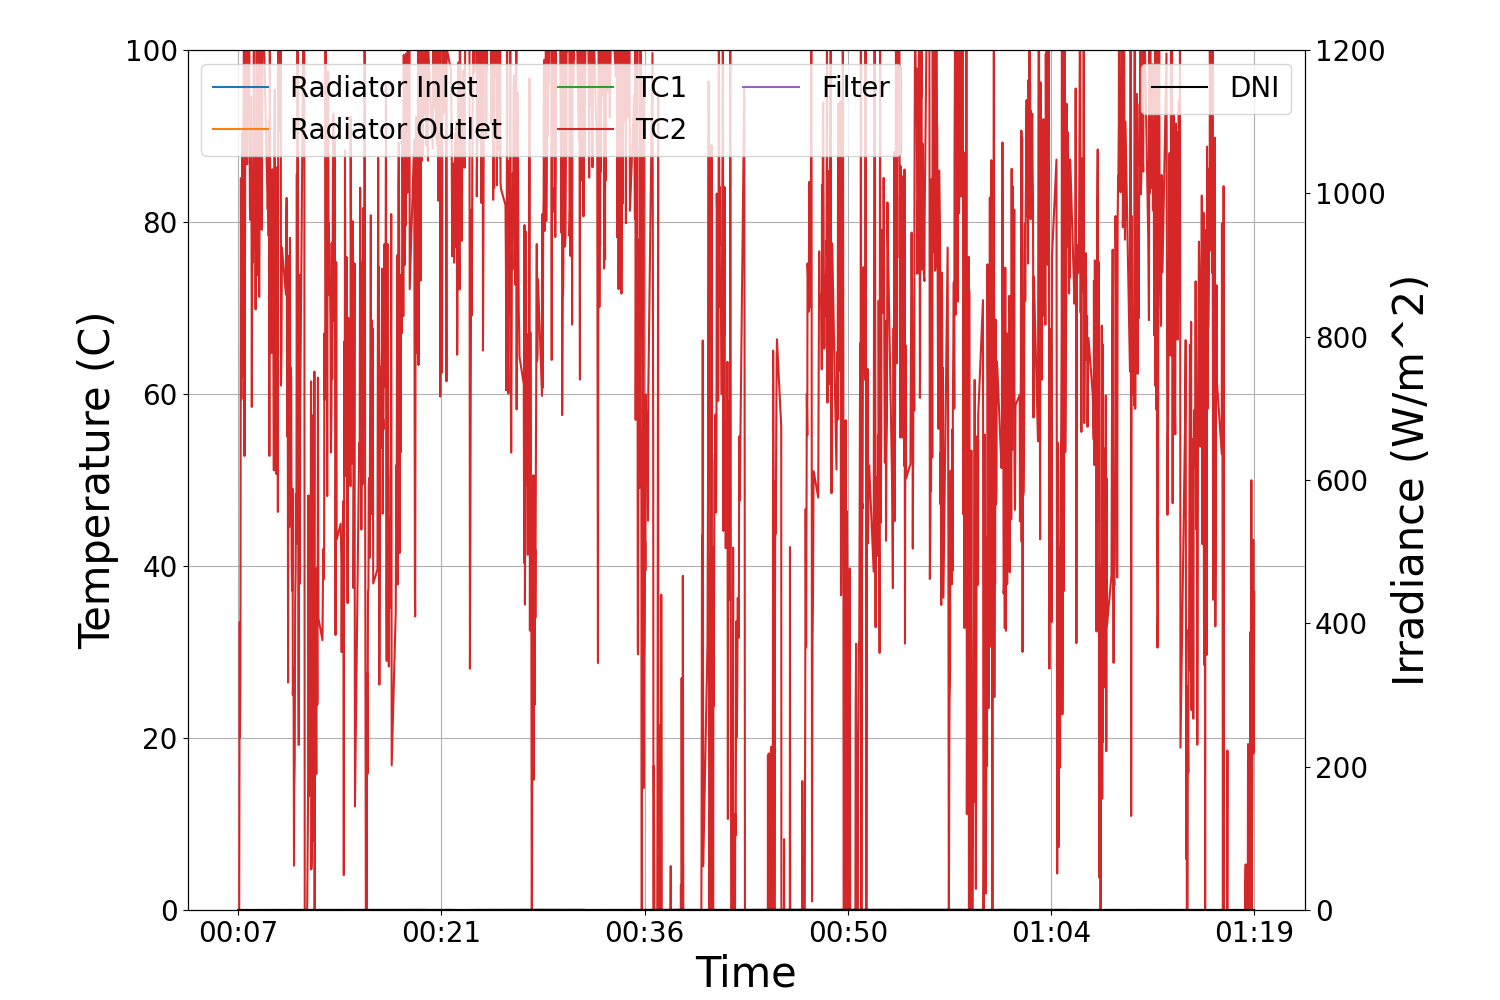 Radiator Inlet
Radiator Outlet
TC1
TC2
Filter
DNI
Temperature (C)
100
80
60
40
20
0
Irradiance (W/m^2)
1200
1000
800
600
400
200
0
00:07 00:21 00:36 00:50 01:04 01:19
Time